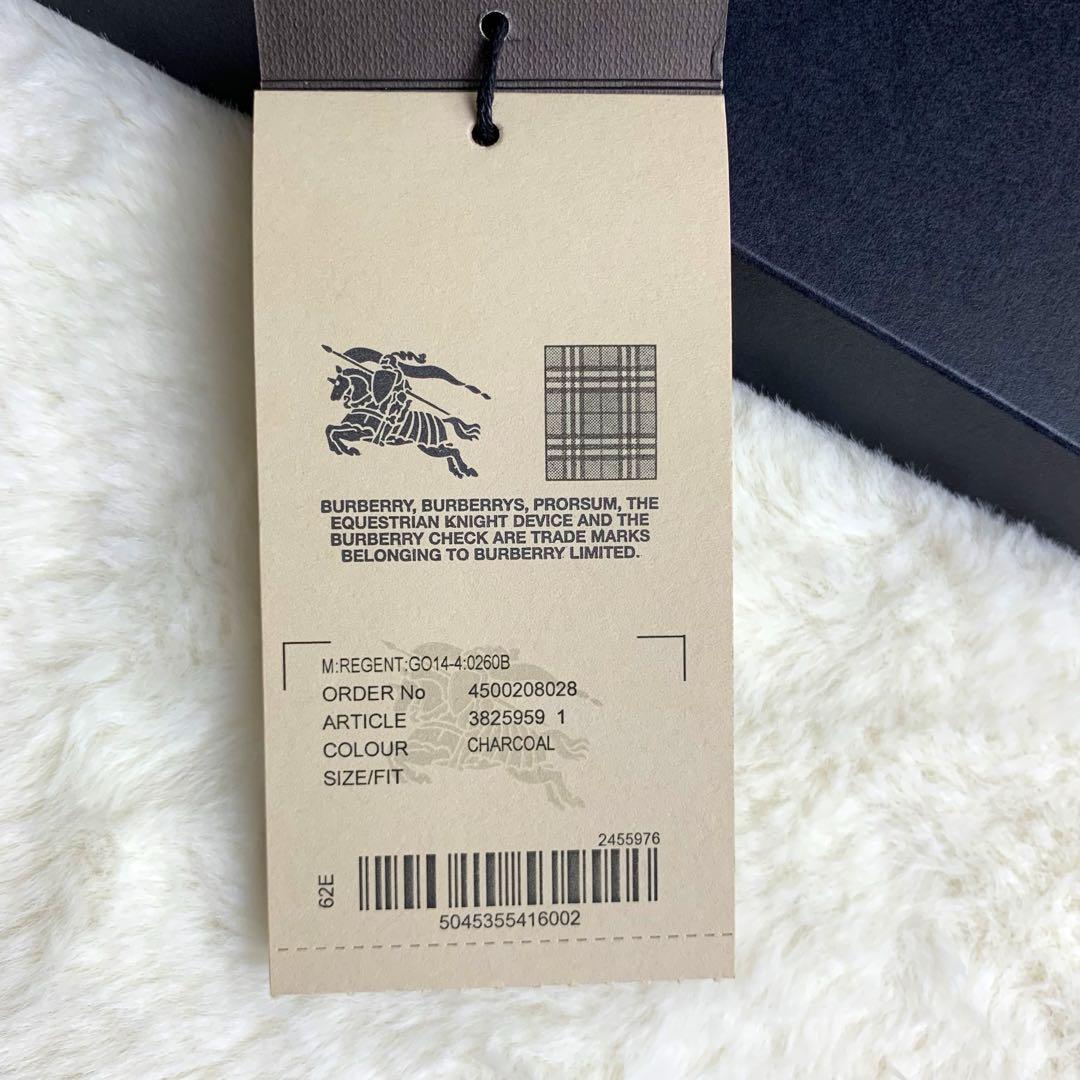 BURBERRY, BURBERRYS, PRORSUM, THE
EQUESTRIAN KNIGHT DEVICE AND THE
BURBERRY CHECK ARE TRADE MARKS
BELONGING TO BURBERRY LIMITED.
M:REGENT:GO14-4:0260B
ORDER No 4500208028
ARTICLE 3825959 1
COLOUR CHARCOAL
SIZE/FIT
2455976
62E
5045355416002